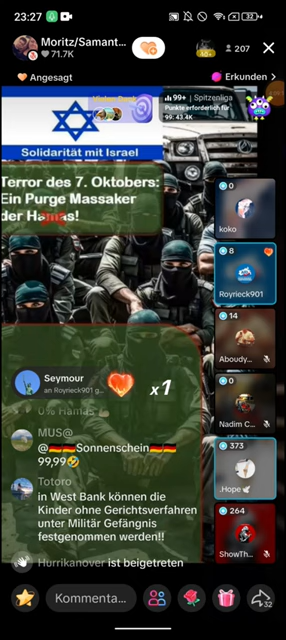 23:27
32
Moritz/Samant...
71.7K
207
Angesagt
Erkunden >
99+ | Spitzenliga
Punkte erforderlich für
99: 43.4K
Solidarität mit Israel
Terror des 7. Oktobers:
Ein Purge Massaker
der Hamas!
0
koko
8
Royrieck901
14
Aboudy...
0
Nadim C...
373
.Hope
264
ShowTh...
Seymour
an Royrieck901 g...
x1
0% Hamas
MUS@
@🇩🇪🇩🇪Sonnenschein🇩🇪🇩🇪
99,99🤣
Totoro
in West Bank können die
Kinder ohne Gerichtsverfahren
unter Militär Gefängnis
festgenommen werden!!
Hurrikanover ist beigetreten
Kommenta...
32